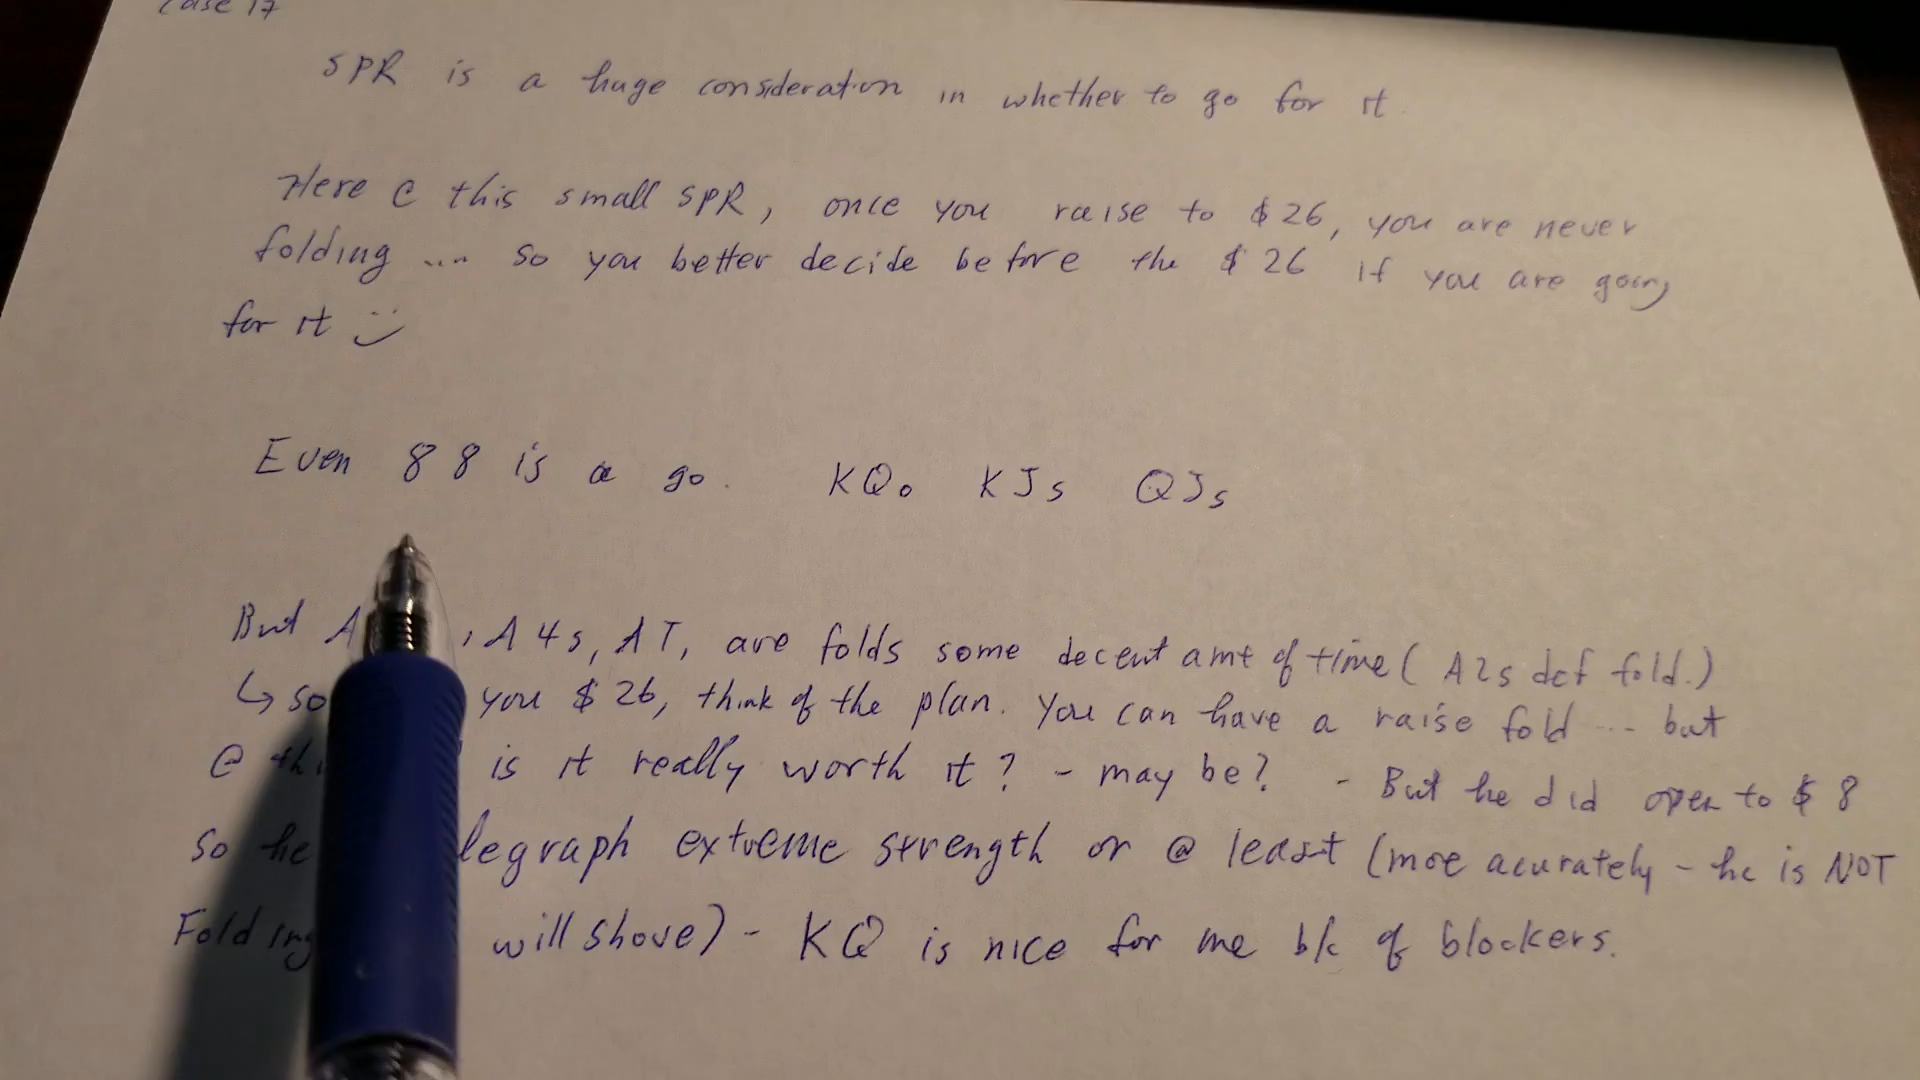 Case 17
SPR is a huge consideration in whether to go for it.
Here @ this small SPR, once you raise to $26, you are never
folding .... so you better decide before the $26 if you are going
for it :)
Even 88 is a go. KQo KJs QJs
But A , A4s, AT, are folds some decent amt of time ( A2s def fold.)
↳ so you $26, think of the plan. You can have a raise fold ... but
@ is it really worth it? - may be? - But he did open to $8
So he legraph extreme strength or @ least (more acurately - he is NOT
Folding will shove) - KQ is nice for me b/c of blockers.